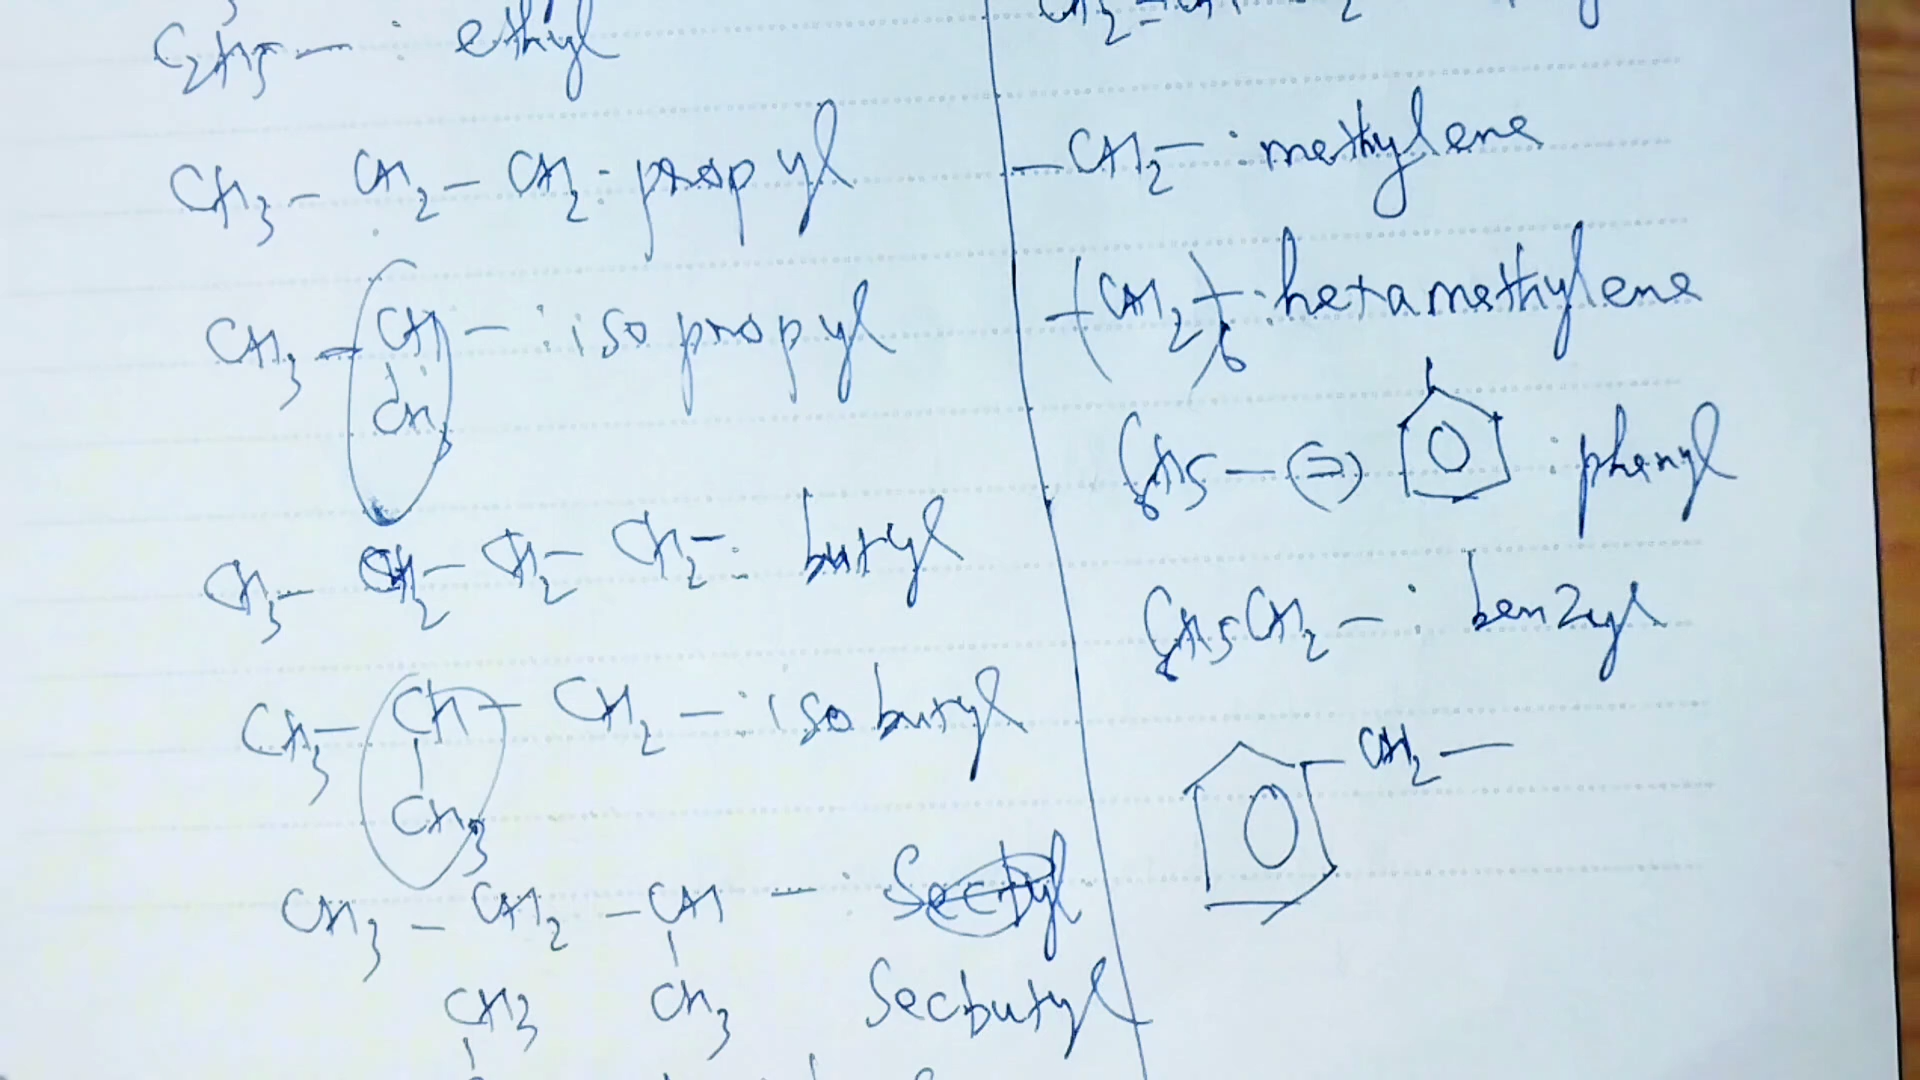 C2H5— : ethyl
CH3 – CH2 – CH2 - propyl
CH3 – CH – : isopropyl
CH3
CH3 – CH2 – CH2 – CH2 – : butyl
CH3 – CH – CH2 – : isobutyl
CH3
CH3 – CH2 – CH – :
CH3 CH3 Secbutyl
–CH2– : methylene
(CH2)6 : hexamethylene
C6H5 – (=) : phenyl
C6H5CH2 – : benzyl
CH2 —